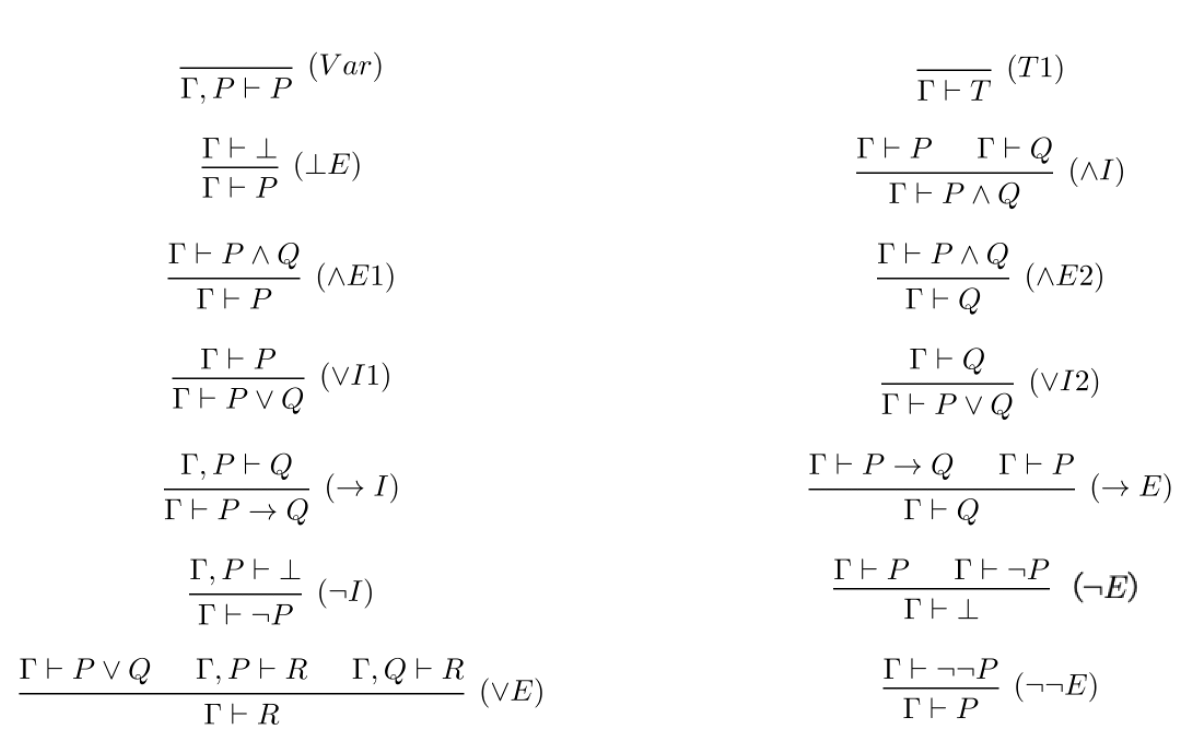 Γ, P ⊢ P (Var)
Γ ⊢ T (T1)
Γ ⊢ ⊥
Γ ⊢ P (⊥E)
Γ ⊢ P Γ ⊢ Q
Γ ⊢ P ∧ Q (∧I)
Γ ⊢ P ∧ Q
Γ ⊢ P (∧E1)
Γ ⊢ P ∧ Q
Γ ⊢ Q (∧E2)
Γ ⊢ P
Γ ⊢ P ∨ Q (∨I1)
Γ ⊢ Q
Γ ⊢ P ∨ Q (∨I2)
Γ, P ⊢ Q
Γ ⊢ P → Q (→ I)
Γ ⊢ P → Q Γ ⊢ P
Γ ⊢ Q (→ E)
Γ, P ⊢ ⊥
Γ ⊢ ¬P (¬I)
Γ ⊢ P Γ ⊢ ¬P
Γ ⊢ ⊥ (¬E)
Γ ⊢ P ∨ Q Γ, P ⊢ R Γ, Q ⊢ R
Γ ⊢ R (∨E)
Γ ⊢ ¬¬P
Γ ⊢ P (¬¬E)